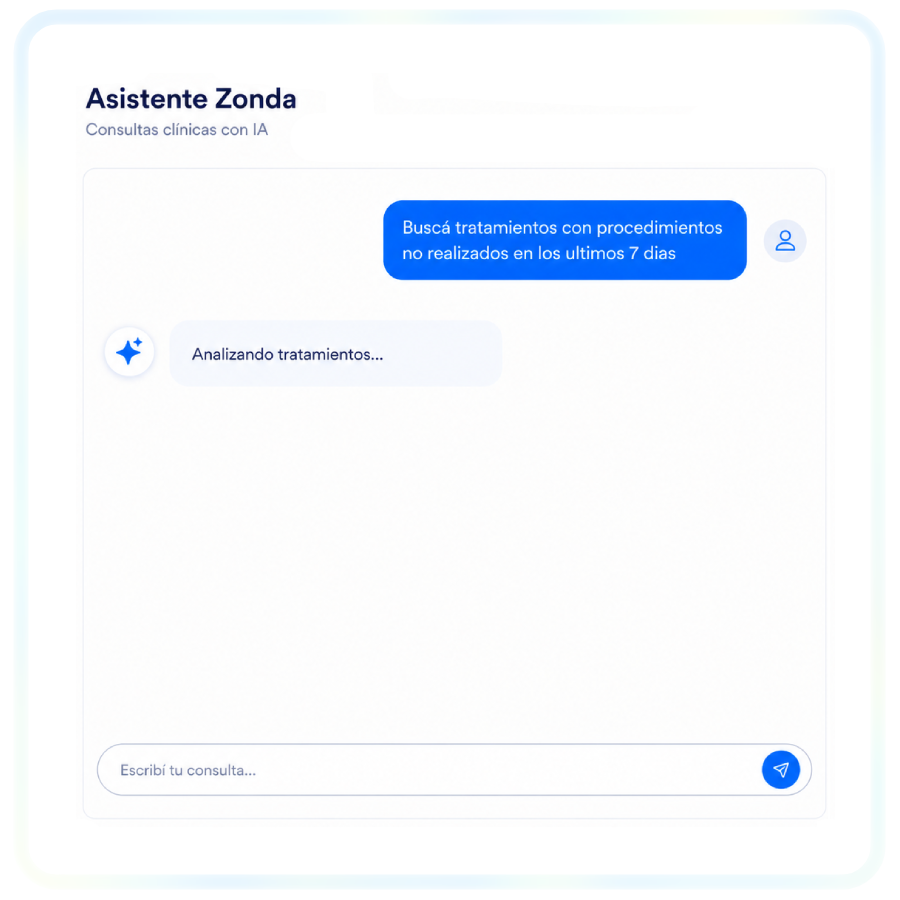 Asistente Zonda
Consultas clínicas con IA
Buscá tratamientos con procedimientos
no realizados en los ultimos 7 dias
Analizando tratamientos...
Escribí tu consulta...